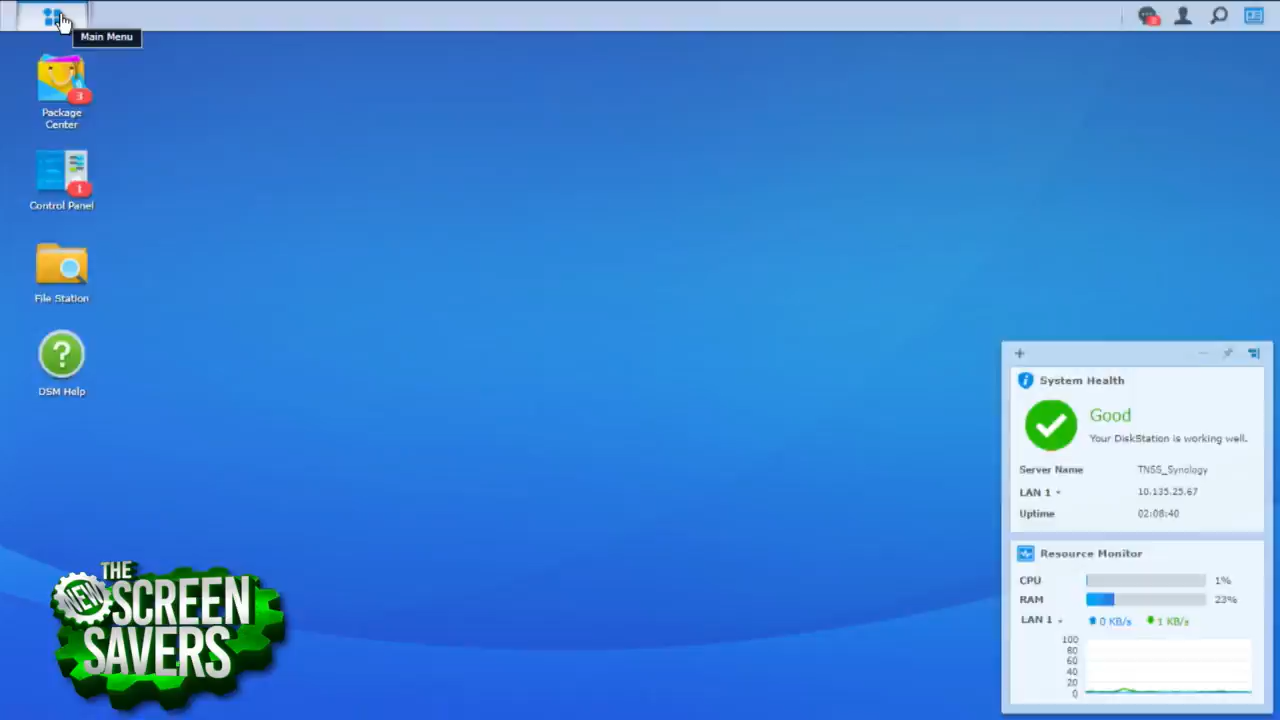 Main Menu
3
Package
Center
1
Control Panel
File Station
?
DSM Help
System Health
Good
Your DiskStation is working well.
Server Name TNSS_Synology
LAN 1 10.135.25.67
Uptime 02:08:40
Resource Monitor
CPU 1%
RAM 23%
LAN 1 0 KB/s 1 KB/s
100
80
60
40
20
0
THE
NEW
SCREEN
SAVERS